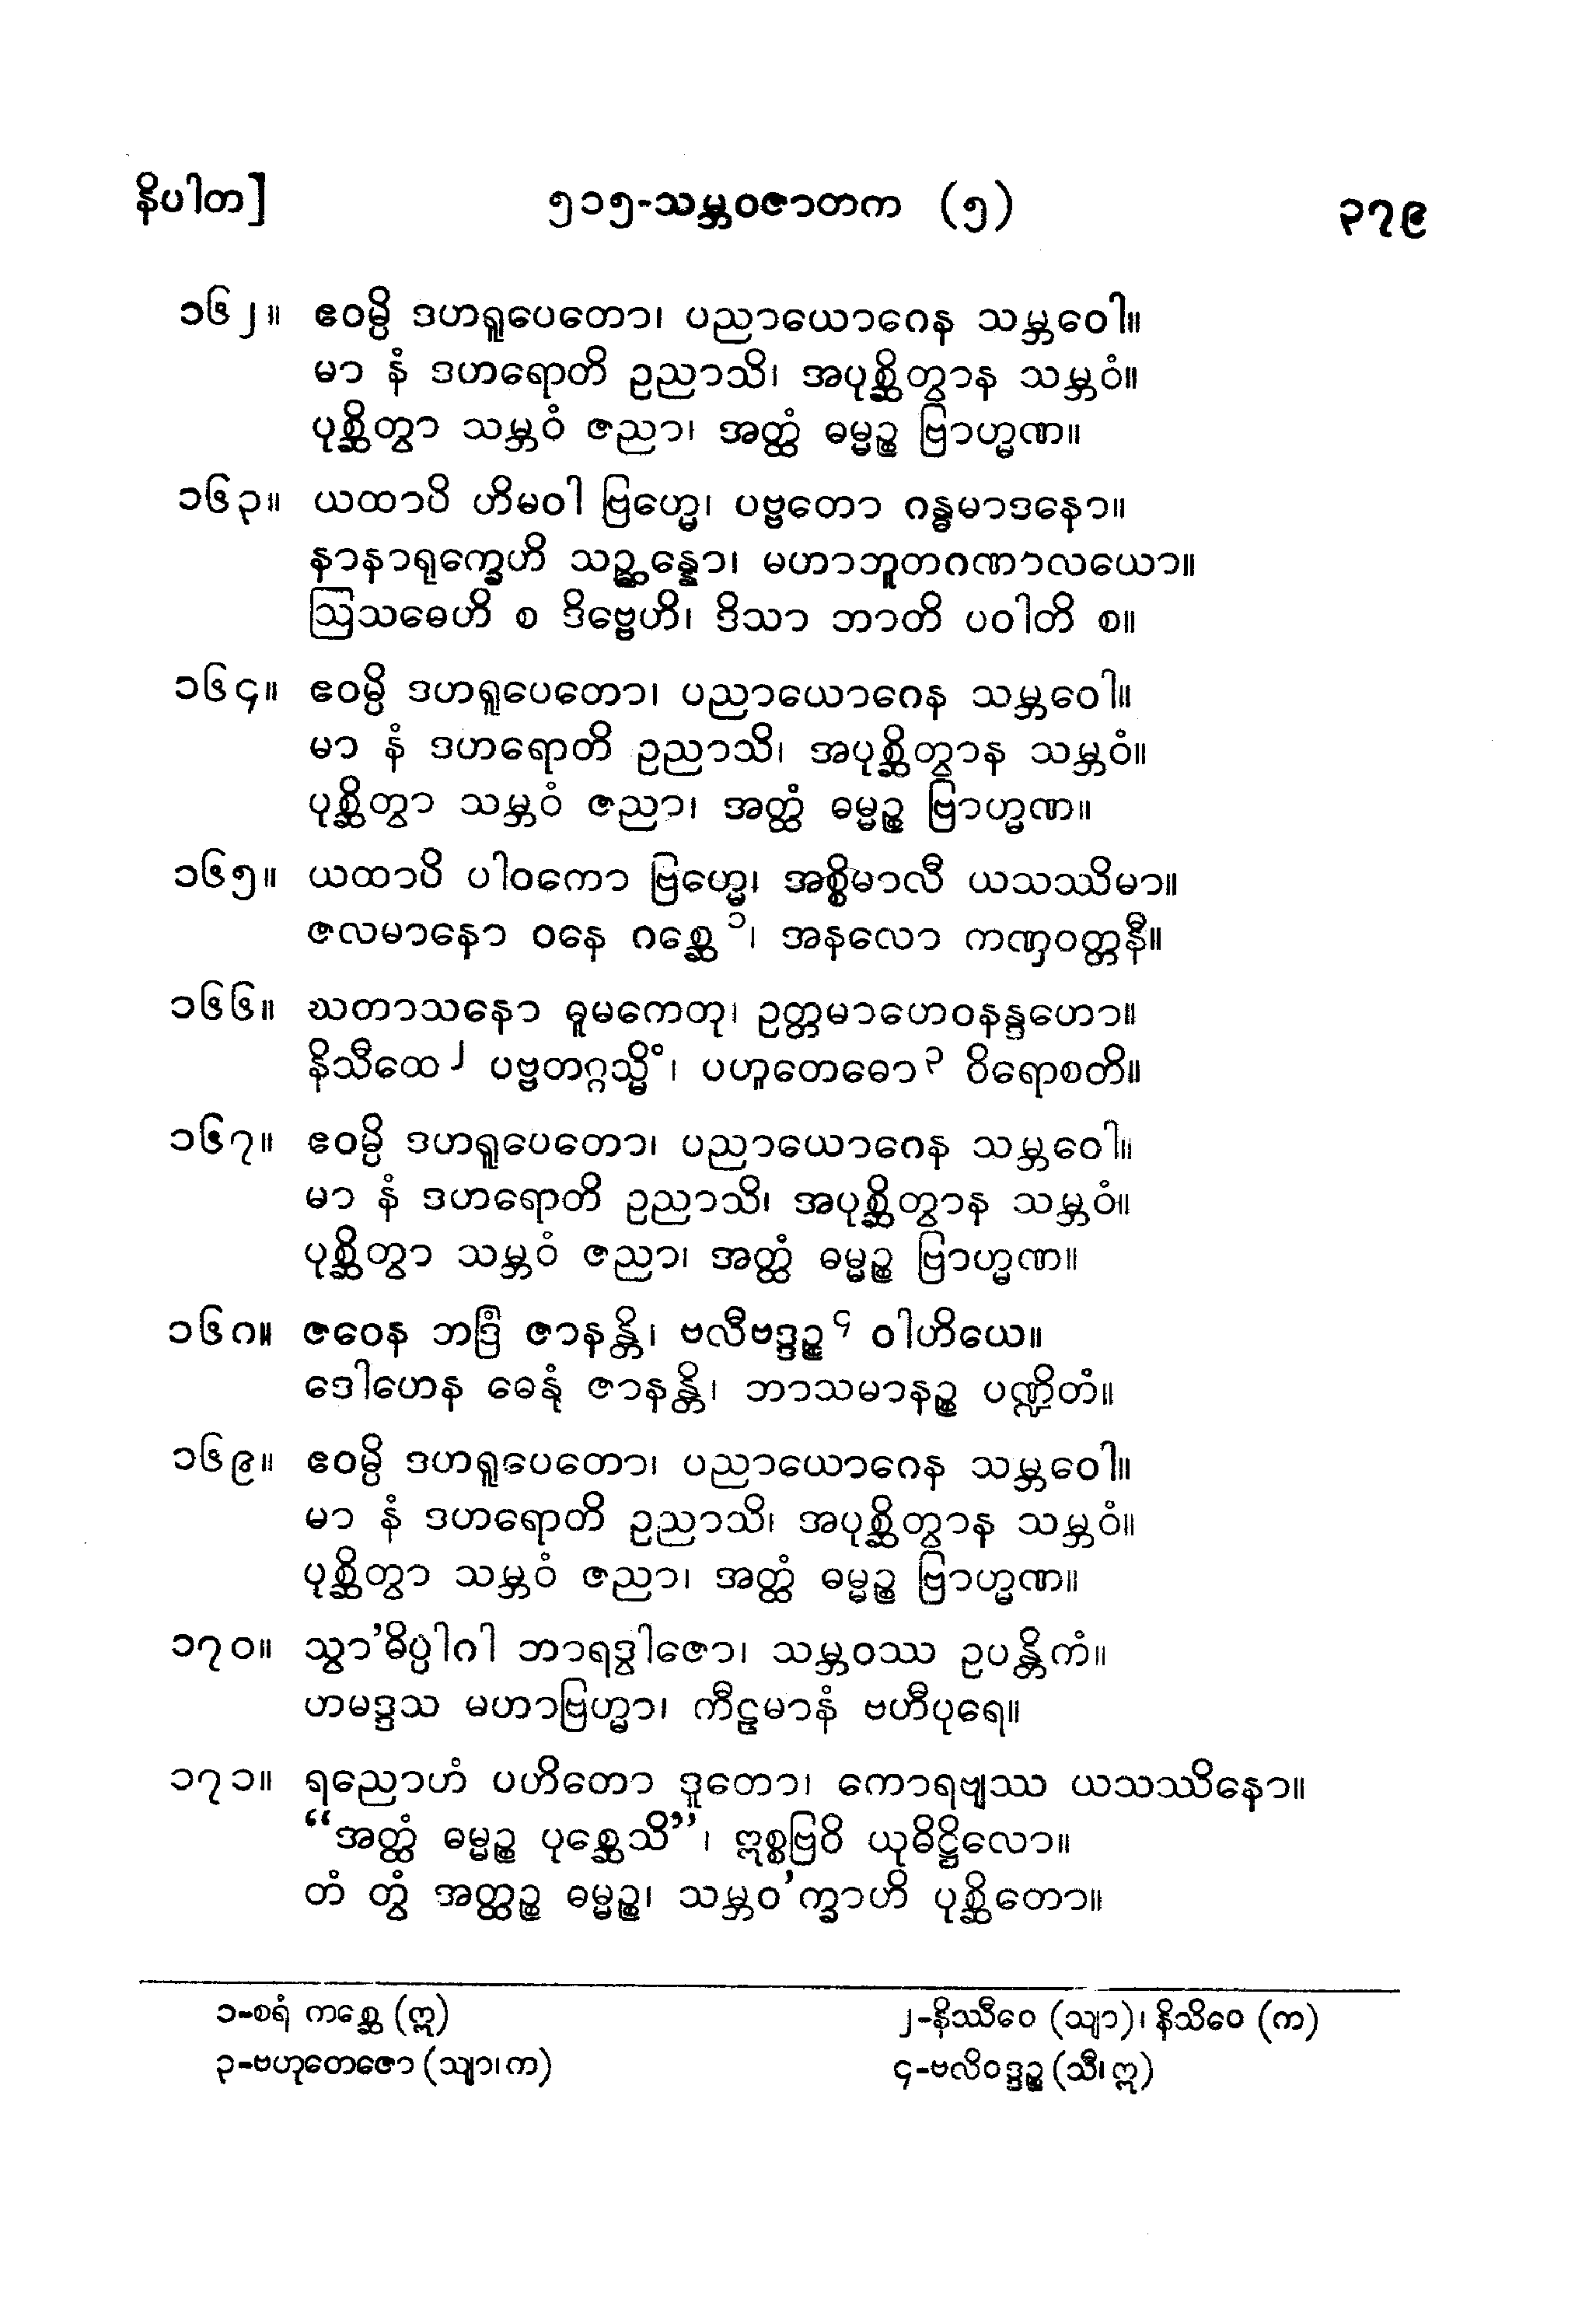 နိပါတ]
၅၁၅-သမ္ဘဝဇာတက (၅)
၃၇၉
၁၆၂။ ဧဝမ္ပိ ဒဟရူပေတော၊ ပညာယောဂေန သမ္ဘဝေါ။
မာ နံ ဒဟရောတိ ဥညာသိ၊ အပုစ္ဆိတွာန သမ္ဘဝံ။
ပုစ္ဆိတွာ သမ္ဘဝံ ဇညာ၊ အတ္ထံ ဓမ္မဉ္စ ဗြာဟ္မဏ။
၁၆၃။ ယထာပိ ဟိမဝါ ဗြဟ္မေ၊ ပဗ္ဗတော ဂန္ဓမာဒနော။
နာနာရုက္ခေဟိ သဉ္ဆန္နော၊ မဟာဘူတဂဏာလယော။
ဩသဓေဟိ စ ဒိဗ္ဗေဟိ၊ ဒိသာ ဘာတိ ပဝါတိ စ။
၁၆၄။ ဧဝမ္ပိ ဒဟရူပေတော၊ ပညာယောဂေန သမ္ဘဝေါ။
မာ နံ ဒဟရောတိ ဥညာသိ၊ အပုစ္ဆိတွာန သမ္ဘဝံ။
ပုစ္ဆိတွာ သမ္ဘဝံ ဇညာ၊ အတ္ထံ ဓမ္မဉ္စ ဗြာဟ္မဏ။
၁၆၅။ ယထာပိ ပါဝကော ဗြဟ္မေ၊ အစ္စိမာလီ ယသဿိမာ။
ဇလမာနော ဝနေ ဂစ္ဆေ၁၊ အနလော ကဏှဝတ္တနီ။
၁၆၆။ ဃတာသနော ဓူမကေတု၊ ဥတ္တမာဟေဝနန္ဒဟော။
နိသီထေ၂ ပဗ္ဗတဂ္ဂသ္မိံ၊ ပဟူတေဓော၃ ဝိရောစတိ။
၁၆၇။ ဧဝမ္ပိ ဒဟရူပေတော၊ ပညာယောဂေန သမ္ဘဝေါ။
မာ နံ ဒဟရောတိ ဥညာသိ၊ အပုစ္ဆိတွာန သမ္ဘဝံ။
ပုစ္ဆိတွာ သမ္ဘဝံ ဇညာ၊ အတ္ထံ ဓမ္မဉ္စ ဗြာဟ္မဏ။
၁၆၈။ ဇဝေန ဘဒြံ ဇာနန္တိ၊ ဗလီဗဒ္ဒဉ္စ၄ ဝါဟိယေ။
ဒေါဟေန ဓေနုံ ဇာနန္တိ၊ ဘာသမာနဉ္စ ပဏ္ဍိတံ။
၁၆၉။ ဧဝမ္ပိ ဒဟရူပေတော၊ ပညာယောဂေန သမ္ဘဝေါ။
မာ နံ ဒဟရောတိ ဥညာသိ၊ အပုစ္ဆိတွာန သမ္ဘဝံ။
ပုစ္ဆိတွာ သမ္ဘဝံ ဇညာ၊ အတ္ထံ ဓမ္မဉ္စ ဗြာဟ္မဏ။
၁၇၀။ သွာ’ဓိပ္ပါဂါ ဘာရဒွါဇော၊ သမ္ဘဝဿ ဥပန္တိကံ။
ဟမဒ္ဒသ မဟာဗြဟ္မာ၊ ကီဠမာနံ ဗဟီပုရေ။
၁၇၁။ ရညောဟံ ပဟိတော ဒူတော၊ ကောရဗျဿ ယသဿိနော။
“အတ္ထံ ဓမ္မဉ္စ ပုစ္ဆေသိ”၊ ဣစ္စဗြဝိ ယုဓိဋ္ဌိလော။
တံ တွံ အတ္ထဉ္စ ဓမ္မဉ္စ၊ သမ္ဘဝ’က္ခာဟိ ပုစ္ဆိတော။
၁-စရံ ကစ္ဆေ (ဣ)
၂-နိဿီဝေ (သျာ)၊ နိသိဝေ (က)
၃-ဗဟုတေဇော (သျာ၊က)
၄-ဗလိဝဒ္ဒဉ္စ (သီ၊ဣ)